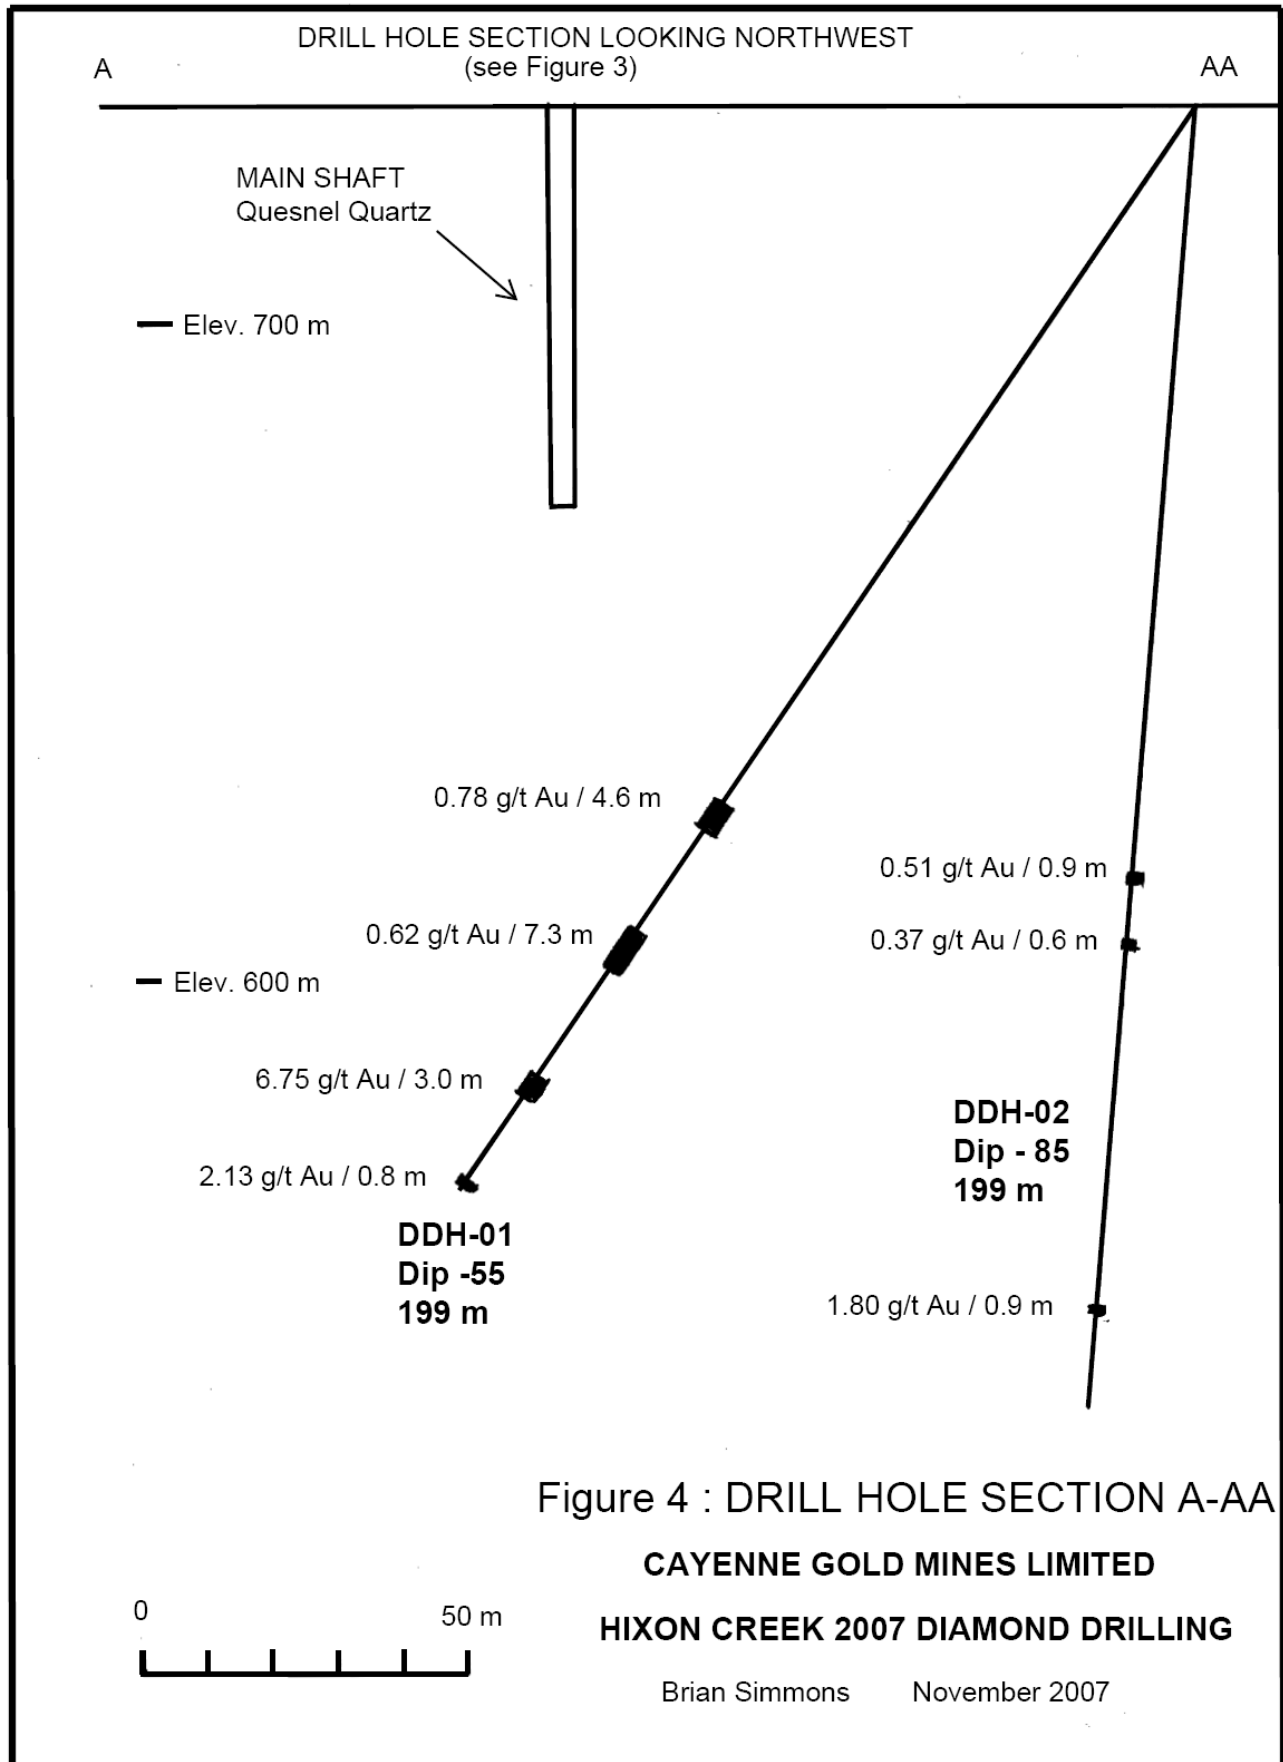 DRILL HOLE SECTION LOOKING NORTHWEST
(see Figure 3)
A
AA
MAIN SHAFT
Quesnel Quartz
Elev. 700 m
0.78 g/t Au / 4.6 m
0.51 g/t Au / 0.9 m
0.62 g/t Au / 7.3 m
0.37 g/t Au / 0.6 m
Elev. 600 m
6.75 g/t Au / 3.0 m
2.13 g/t Au / 0.8 m
DDH-02
Dip - 85
199 m
DDH-01
Dip -55
199 m
1.80 g/t Au / 0.9 m
Figure 4 : DRILL HOLE SECTION A-AA
CAYENNE GOLD MINES LIMITED
HIXON CREEK 2007 DIAMOND DRILLING
Brian Simmons November 2007
0 50 m